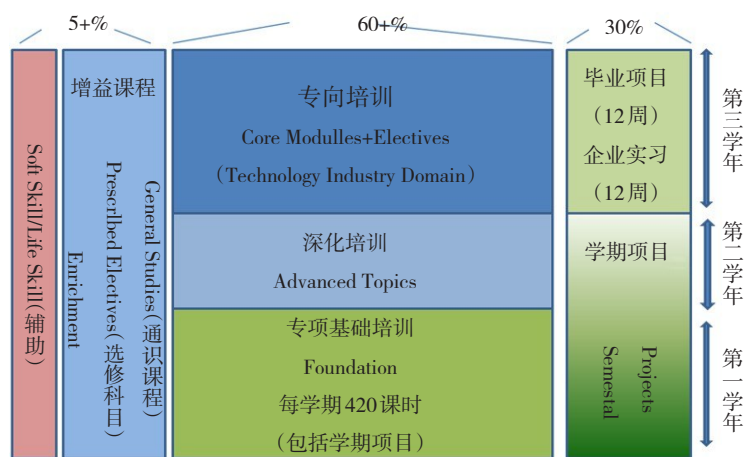 5+%
60+%
30%
Soft Skill/Life Skill(辅助)
增益课程
General Studies(通识课程)
Prescrlbed Electives(选修科目)
Enrichment
专向培训
Core Modulles+Electives
(Technology Industry Domain)
深化培训
Advanced Topics
专项基础培训
Foundation
每学期420课时
(包括学期项目)
毕业项目
(12周)
企业实习
(12周)
学期项目
Projects
Semestal
第三学年
第二学年
第一学年